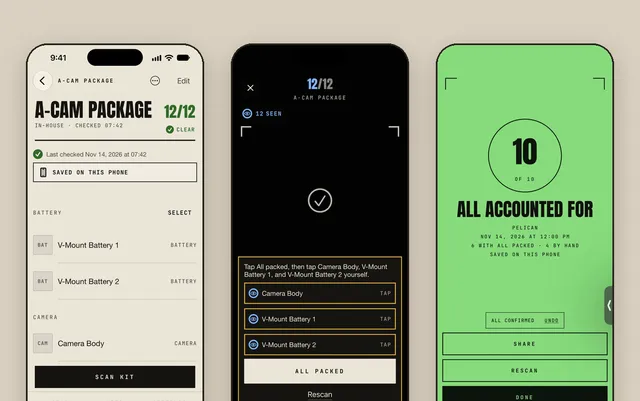 9:41
A-CAM PACKAGE
Edit
A-CAM PACKAGE
12/12
IN-HOUSE · CHECKED 07:42
CLEAR
Last checked Nov 14, 2026 at 07:42
SAVED ON THIS PHONE
BATTERY
SELECT
BAT
V-Mount Battery 1
BATTERY
BAT
V-Mount Battery 2
BATTERY
CAMERA
CAM
Camera Body
CAMERA
SCAN KIT
12/12
A-CAM PACKAGE
12 SEEN
Tap All packed, then tap Camera Body, V-Mount
Battery 1, and V-Mount Battery 2 yourself.
Camera Body
TAP
V-Mount Battery 1
TAP
V-Mount Battery 2
TAP
ALL PACKED
Rescan
10
OF 10
ALL ACCOUNTED FOR
PELICAN
NOV 14, 2026 AT 12:00 PM
6 WITH ALL PACKED · 4 BY HAND
SAVED ON THIS PHONE
ALL CONFIRMED
UNDO
SHARE
RESCAN
DONE